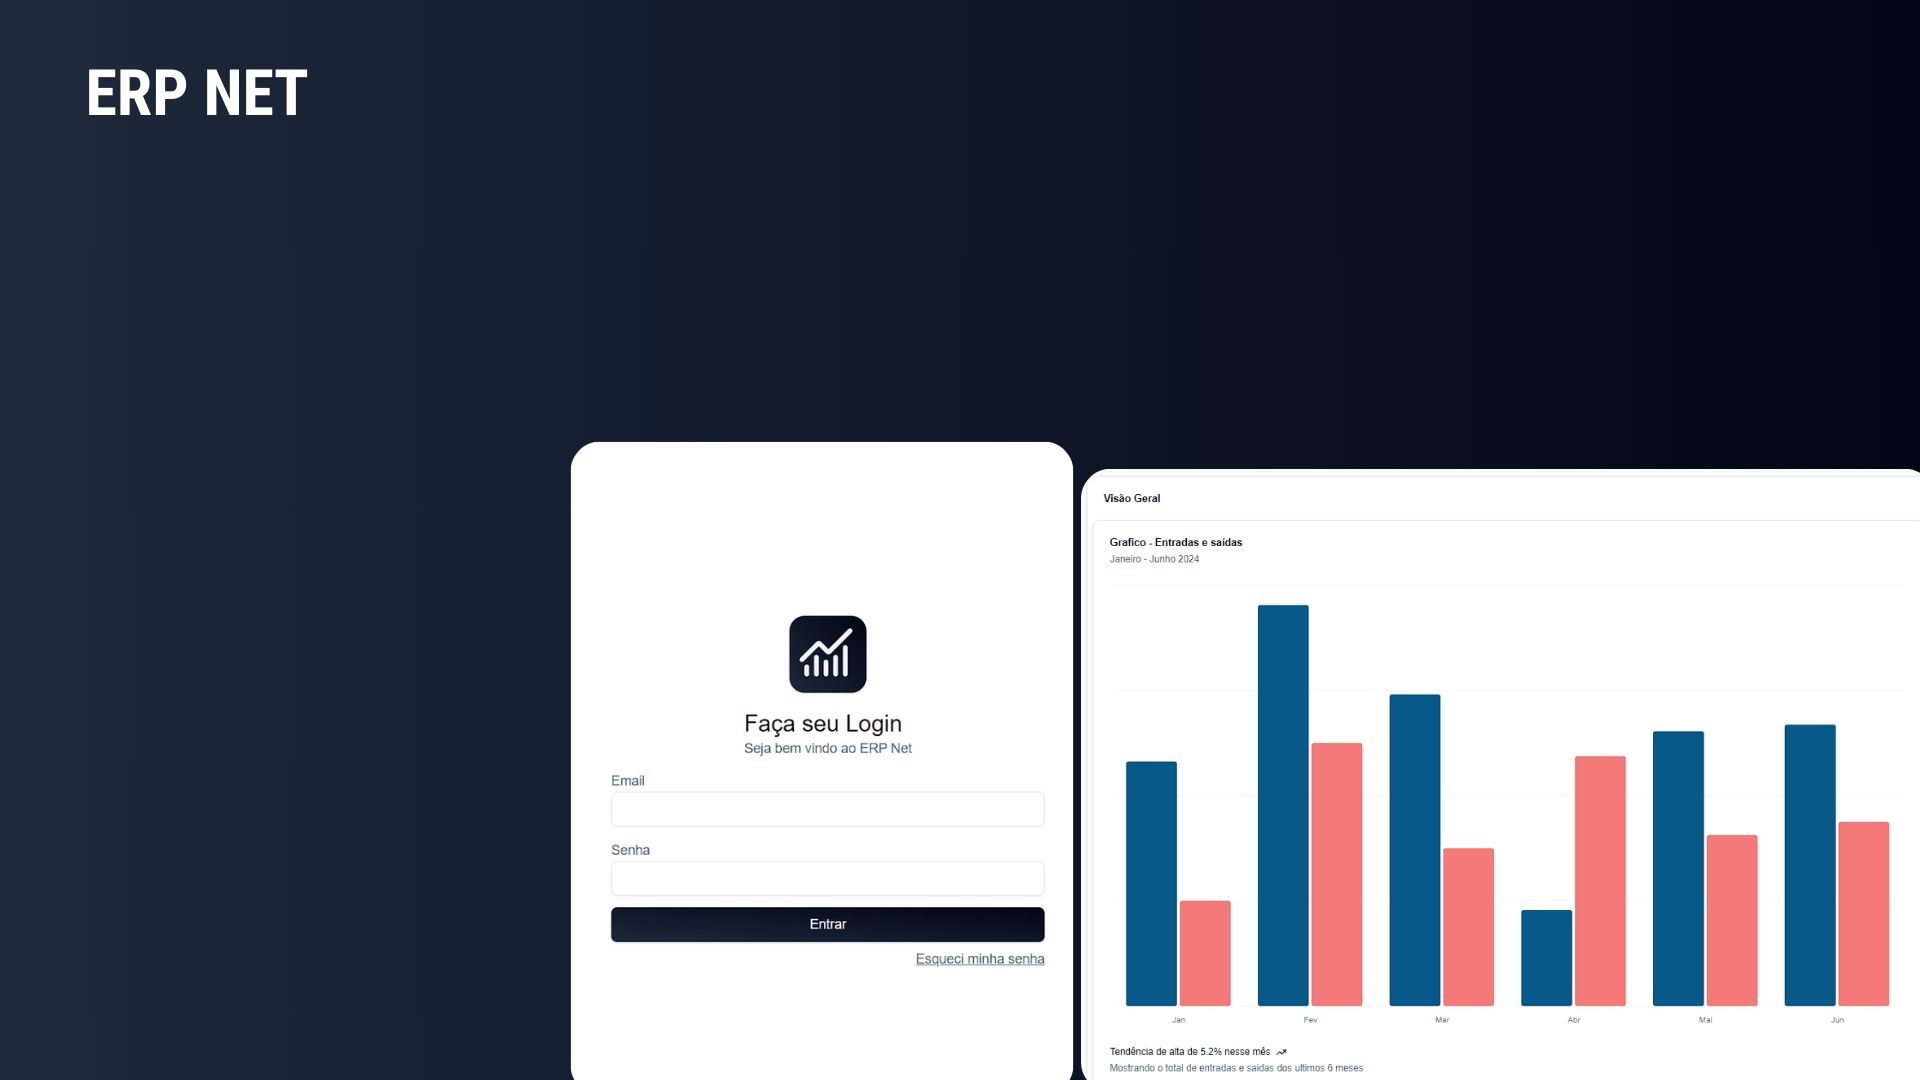 ERP NET
Faça seu Login
Seja bem vindo ao ERP Net
Email
Senha
Entrar
Esqueci minha senha
Visão Geral
Grafico - Entradas e saídas
Janeiro - Junho 2024
Jan Fev Mar Abr Mai Jun
Tendência de alta de 5.2% nesse mês
Mostrando o total de entradas e saidas dos ultimos 6 meses